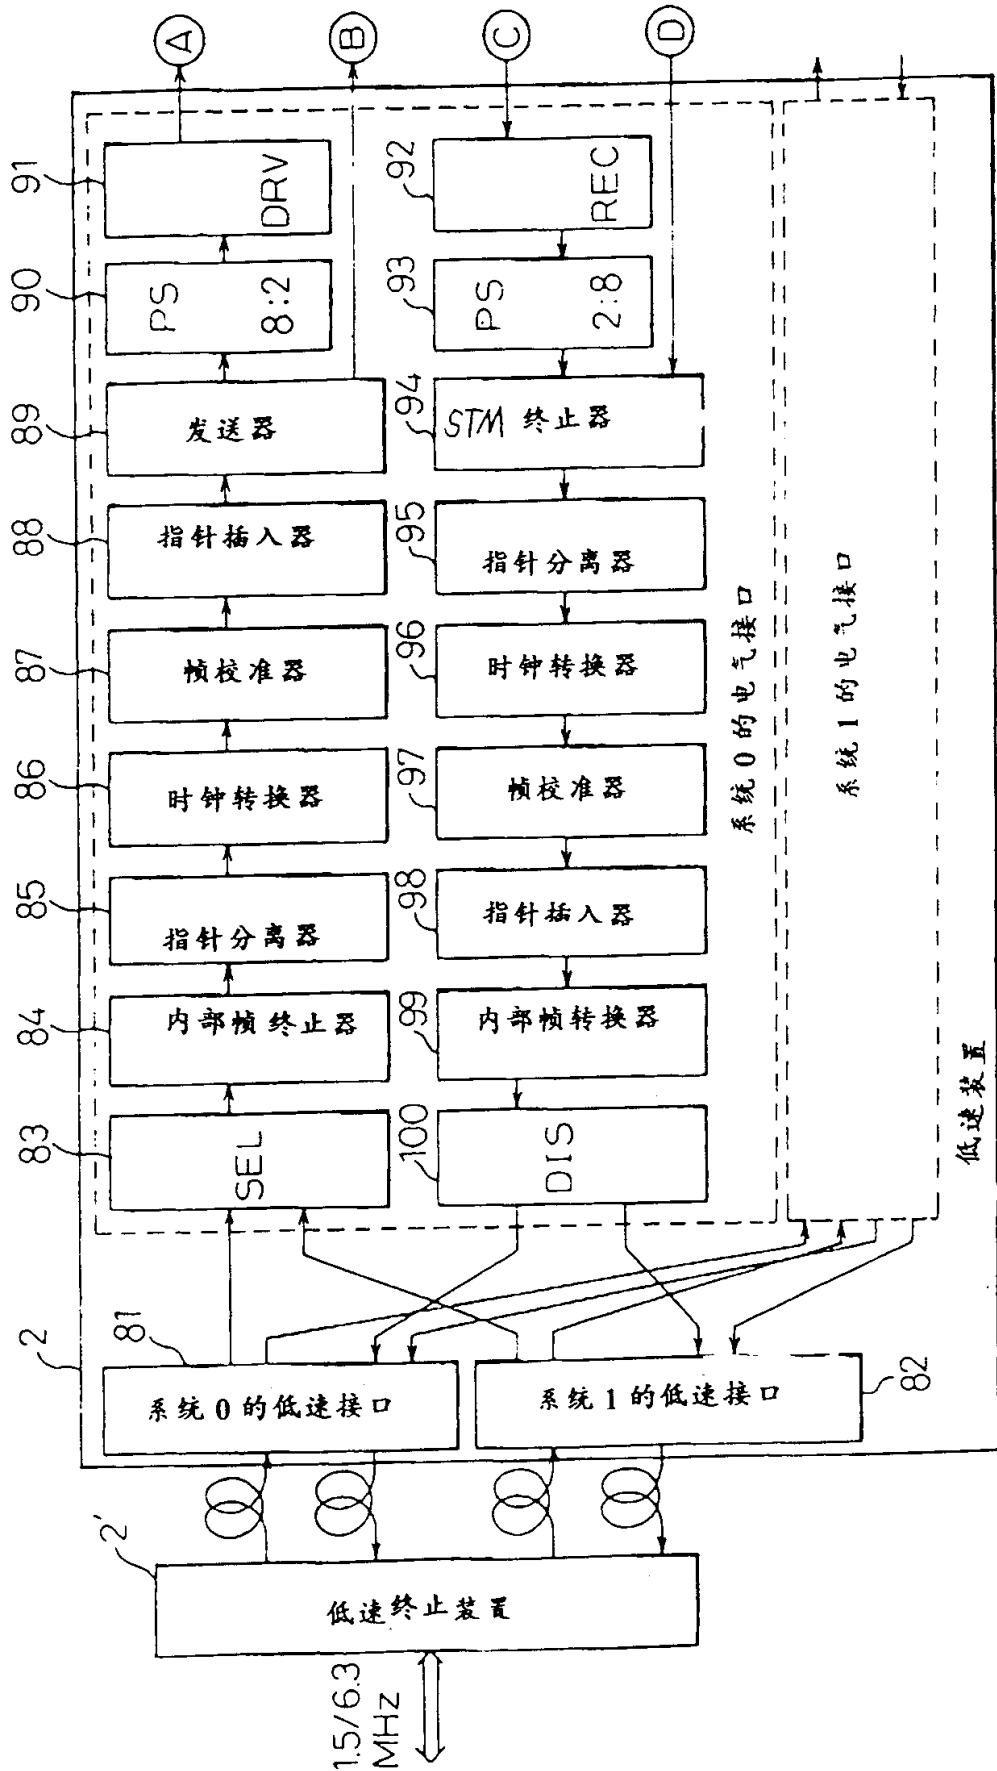 A
B
C
D
91
DRV
90
PS
8:2
89
发送器
88
指针插入器
87
帧校准器
86
时钟转换器
85
指针分离器
84
内部帧终止器
83
SEL
92
REC
93
PS
2:8
94
STM 终止器
95
指针分离器
96
时钟转换器
97
帧校准器
98
指针插入器
99
内部帧转换器
100
DIS
系统0的电气接口
系统1的电气接口
低速装置
2
81
系统0的低速接口
系统1的低速接口
82
2'
低速终止装置
1.5/6.3
MHz